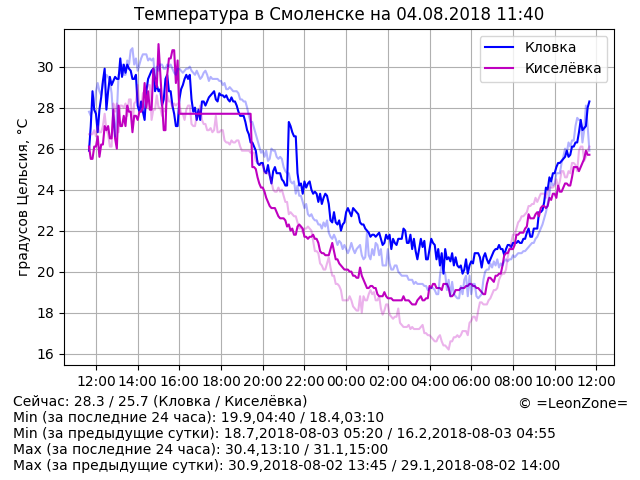 Температура в Смоленске на 04.08.2018 11:40
Кловка
Киселёвка
градусов Цельсия, °C
30
28
26
24
22
20
18
16
12:00 14:00 16:00 18:00 20:00 22:00 00:00 02:00 04:00 06:00 08:00 10:00 12:00
Сейчас: 28.3 / 25.7 (Кловка / Киселёвка)
© =LeonZone=
Min (за последние 24 часа): 19.9,04:40 / 18.4,03:10
Min (за предыдущие сутки): 18.7,2018-08-03 05:20 / 16.2,2018-08-03 04:55
Max (за последние 24 часа): 30.4,13:10 / 31.1,15:00
Max (за предыдущие сутки): 30.9,2018-08-02 13:45 / 29.1,2018-08-02 14:00